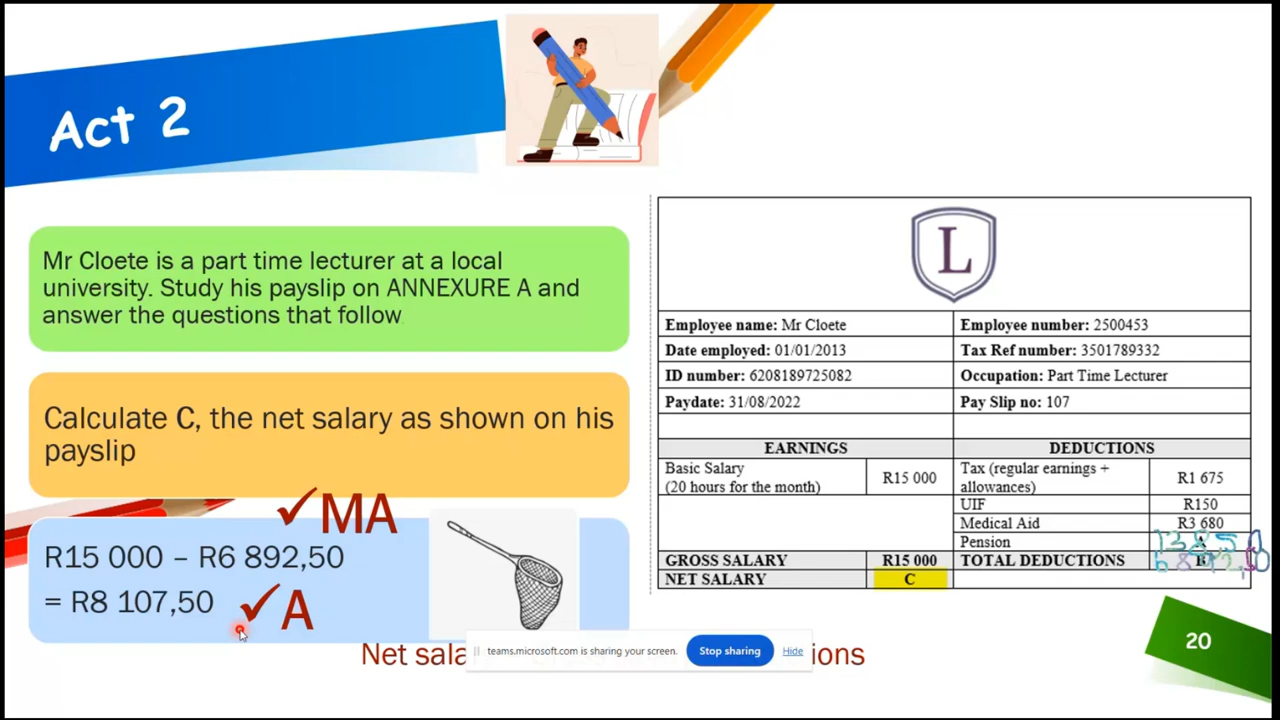 Act 2
Mr Cloete is a part time lecturer at a local
university. Study his payslip on ANNEXURE A and
answer the questions that follow
Calculate C, the net salary as shown on his
payslip
✓MA
R15 000 – R6 892,50
= R8 107,50 ✓A
L
Employee name: Mr Cloete Employee number: 2500453
Date employed: 01/01/2013 Tax Ref number: 3501789332
ID number: 6208189725082 Occupation: Part Time Lecturer
Paydate: 31/08/2022 Pay Slip no: 107
EARNINGS DEDUCTIONS
Basic Salary
(20 hours for the month) R15 000
Tax (regular earnings +
allowances) R1 675
UIF R150
Medical Aid R3 680
Pension
GROSS SALARY R15 000 TOTAL DEDUCTIONS
NET SALARY C
20
Net
teams.microsoft.com is sharing your screen. Stop sharing Hide